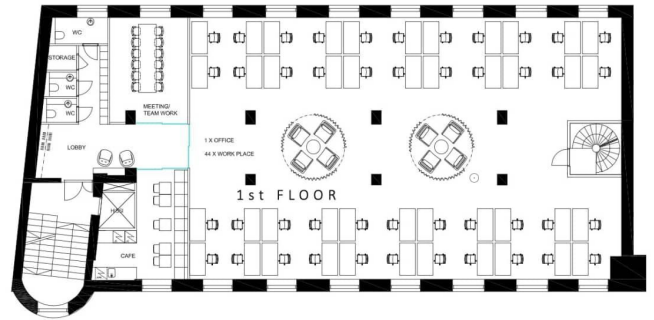 WC
STORAGE
WC
WC
MEETING/
TEAM WORK
LOBBY
1 X OFFICE
44 X WORK PLACE
1st FLOOR
CAFE